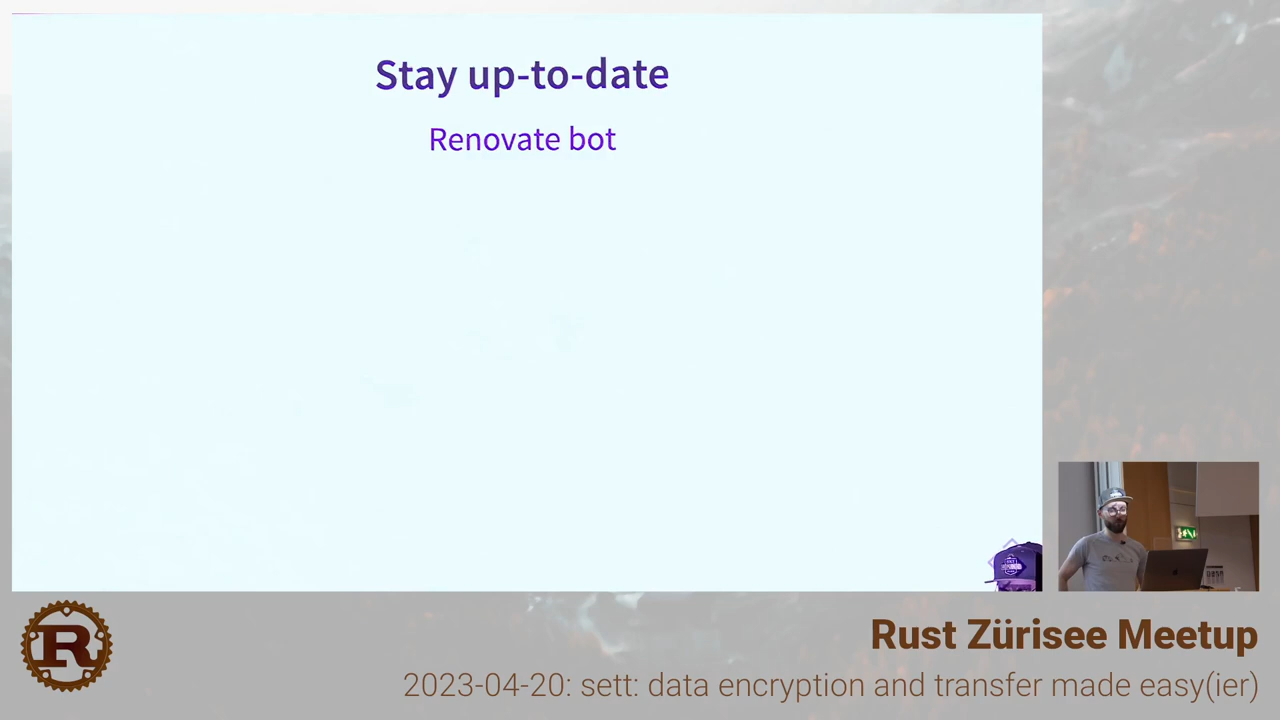 Stay up-to-date
Renovate bot
R
Rust Zürisee Meetup
2023-04-20: sett: data encryption and transfer made easy(ier)